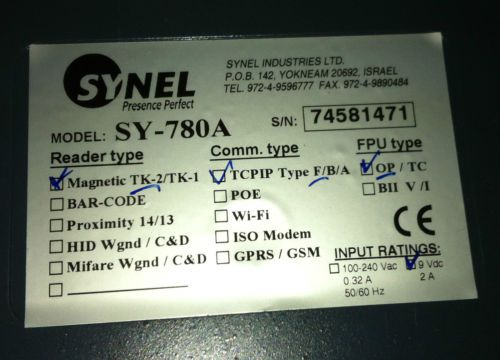 SYNEL
Presence Perfect
SYNEL INDUSTRIES LTD.
P.O.B. 142, YOKNEAM 20692, ISRAEL
TEL. 972-4-9596777 FAX. 972-4-9890484
MODEL: SY-780A
S/N: 74581471
Reader type
Magnetic TK-2/TK-1
BAR-CODE
Proximity 14/13
HID Wgnd / C&D
Mifare Wgnd / C&D
Comm. type
TCPIP Type F/B/A
POE
Wi-Fi
ISO Modem
GPRS / GSM
FPU type
OP / TC
BII V/I
CE
INPUT RATINGS:
100-240 Vac
0.32 A
50/60 Hz
9 Vdc
2 A